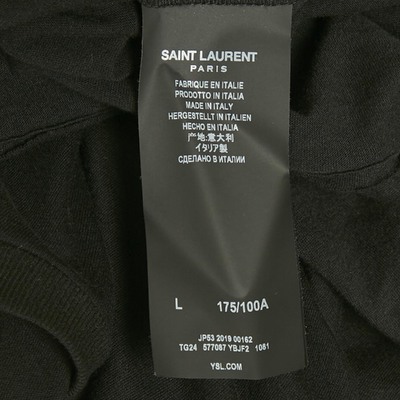 SAINT LAURENT
PARIS
FABRIQUE EN ITALIE
PRODOTTO IN ITALIA
MADE IN ITALY
HERGESTELLT IN ITALIEN
HECHO EN ITALIA
地:意大利
イタリア製
СДЕЛАНО В ИТАЛИИ
L 175/100A
JP53 2019 00162
TG24 577087 YBJF2 1081
YSL.COM